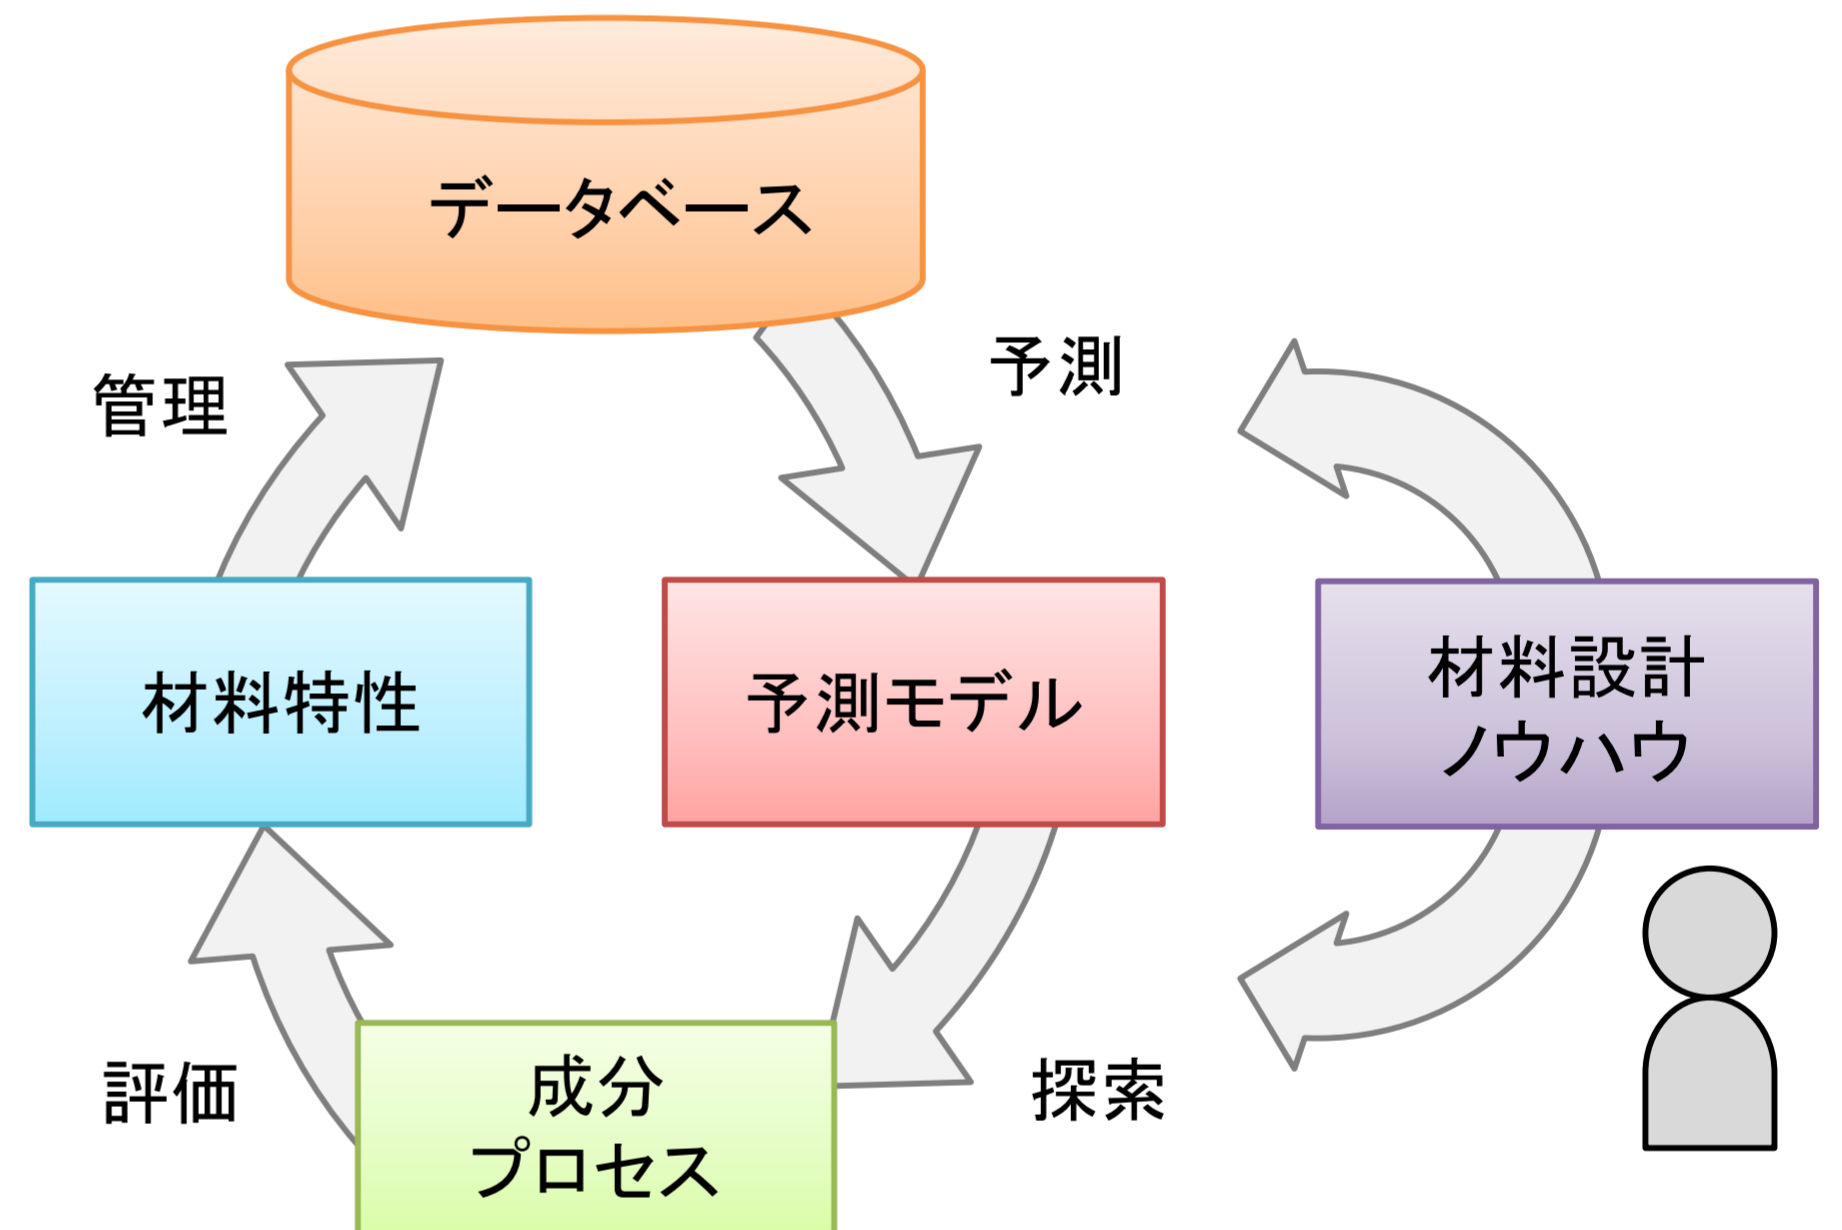 データベース
管理
予測
材料特性
予測モデル
材料設計
ノウハウ
評価
成分
プロセス
探索